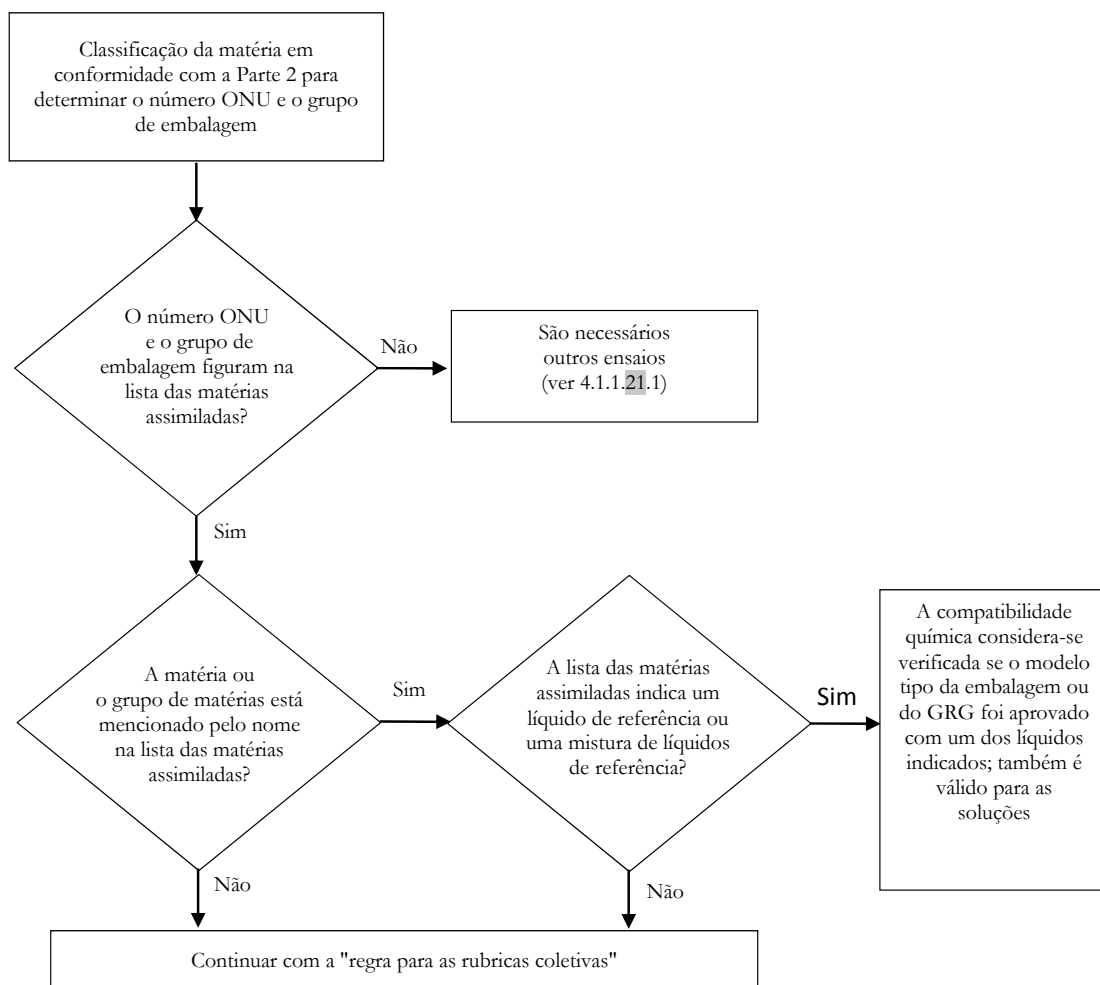 Classificação da matéria em
conformidade com a Parte 2 para
determinar o número ONU e o grupo
de embalagem
O número ONU
e o grupo de
embalagem figuram na
lista das matérias
assimiladas?
Não
São necessários
outros ensaios
(ver 4.1.1.21.1)
Sim
A matéria ou
o grupo de matérias está
mencionado pelo nome
na lista das matérias
assimiladas?
Sim
A lista das matérias
assimiladas indica um
líquido de referência ou
uma mistura de líquidos
de referência?
Sim
A compatibilidade
química considera-se
verificada se o modelo
tipo da embalagem ou
do GRG foi aprovado
com um dos líquidos
indicados; também é
válido para as
soluções
Não
Não
Continuar com a "regra para as rubricas coletivas"